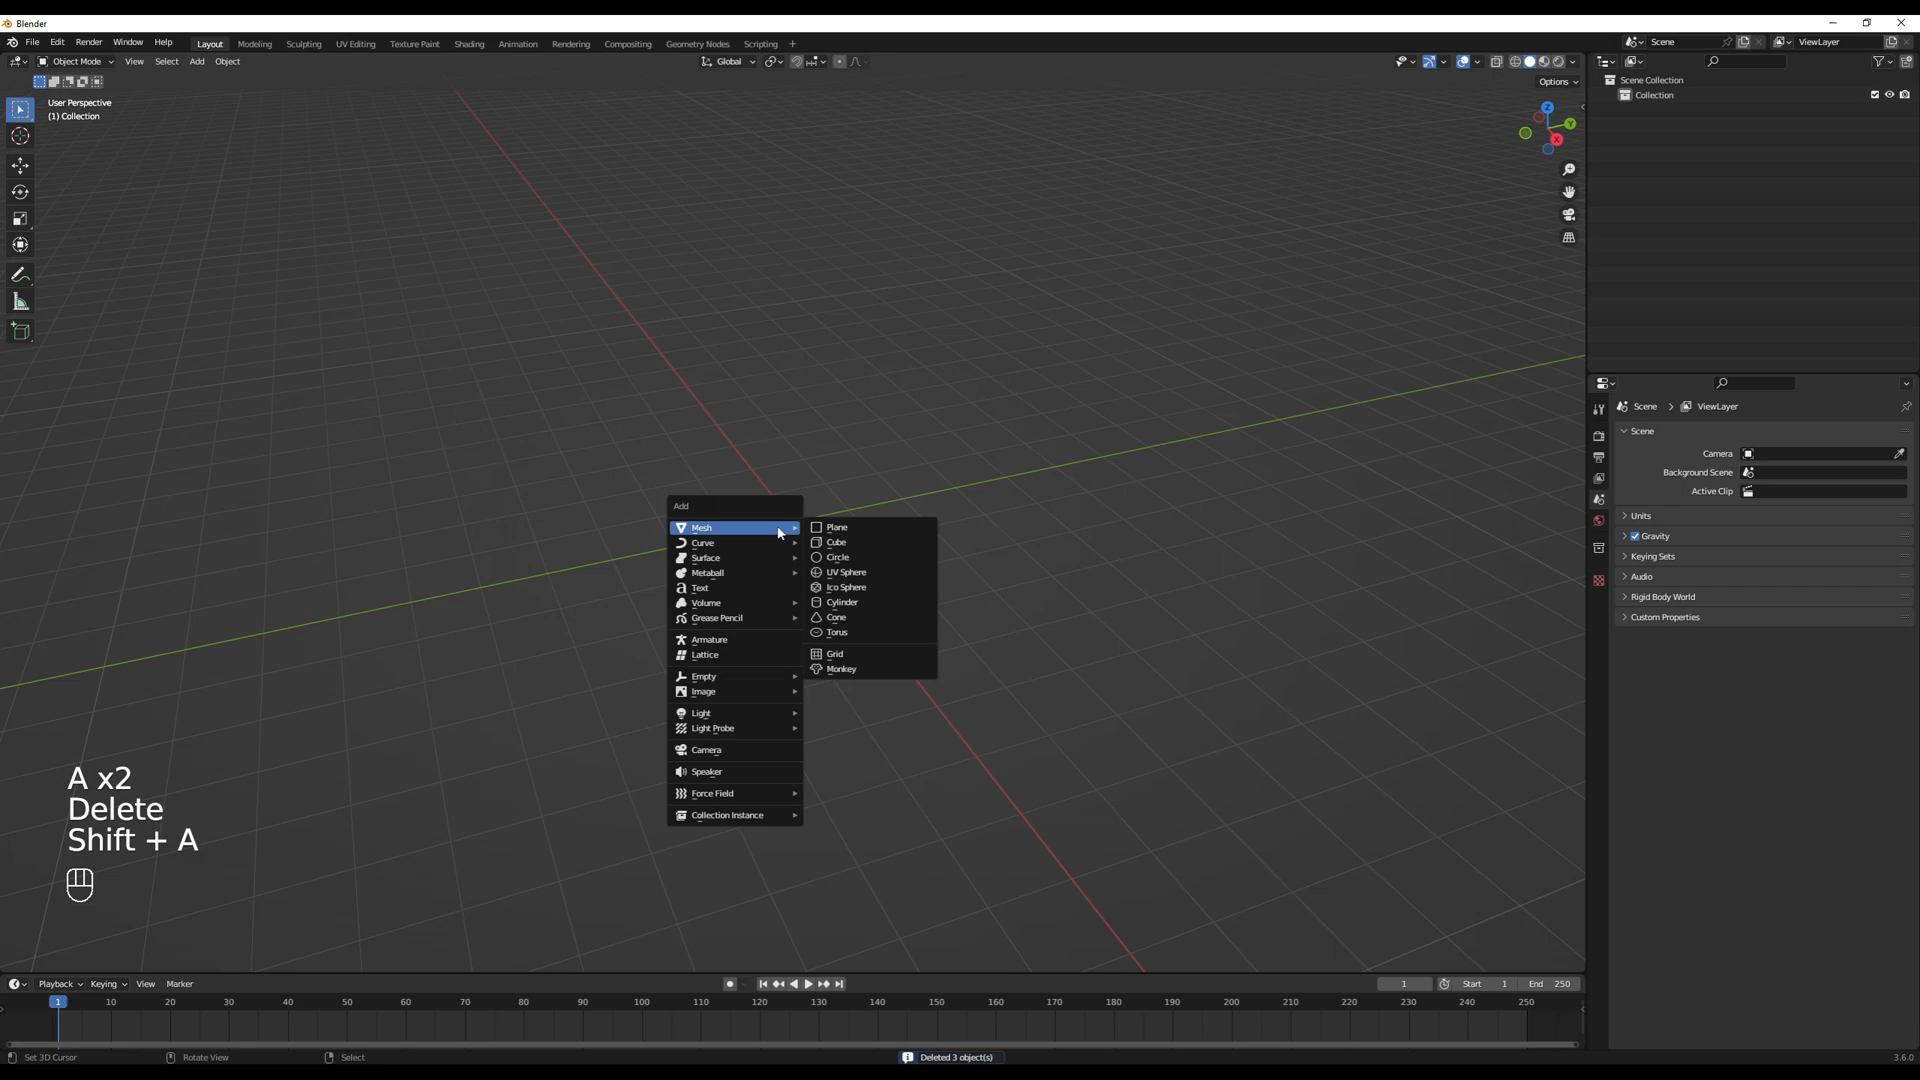 Blender
File Edit Render Window Help
Layout Modeling Sculpting UV Editing Texture Paint Shading Animation Rendering Compositing Geometry Nodes Scripting +
Scene
ViewLayer
Object Mode View Select Add Object
Global
Options
User Perspective
(1) Collection
Z
Y
X
Scene Collection
Collection
Scene > ViewLayer
Scene
Camera
Background Scene
Active Clip
Units
Gravity
Keying Sets
Audio
Rigid Body World
Custom Properties
Add
Mesh
Curve
Surface
Metaball
Text
Volume
Grease Pencil
Armature
Lattice
Empty
Image
Light
Light Probe
Camera
Speaker
Force Field
Collection Instance
Plane
Cube
Circle
UV Sphere
Ico Sphere
Cylinder
Cone
Torus
Grid
Monkey
A x2
Delete
Shift + A
Playback Keying View Marker
1
Start 1 End 250
1 10 20 30 40 50 60 70 80 90 100 110 120 130 140 150 160 170 180 190 200 210 220 230 240 250
Set 3D Cursor Rotate View Select
Deleted 3 object(s)
3.6.0